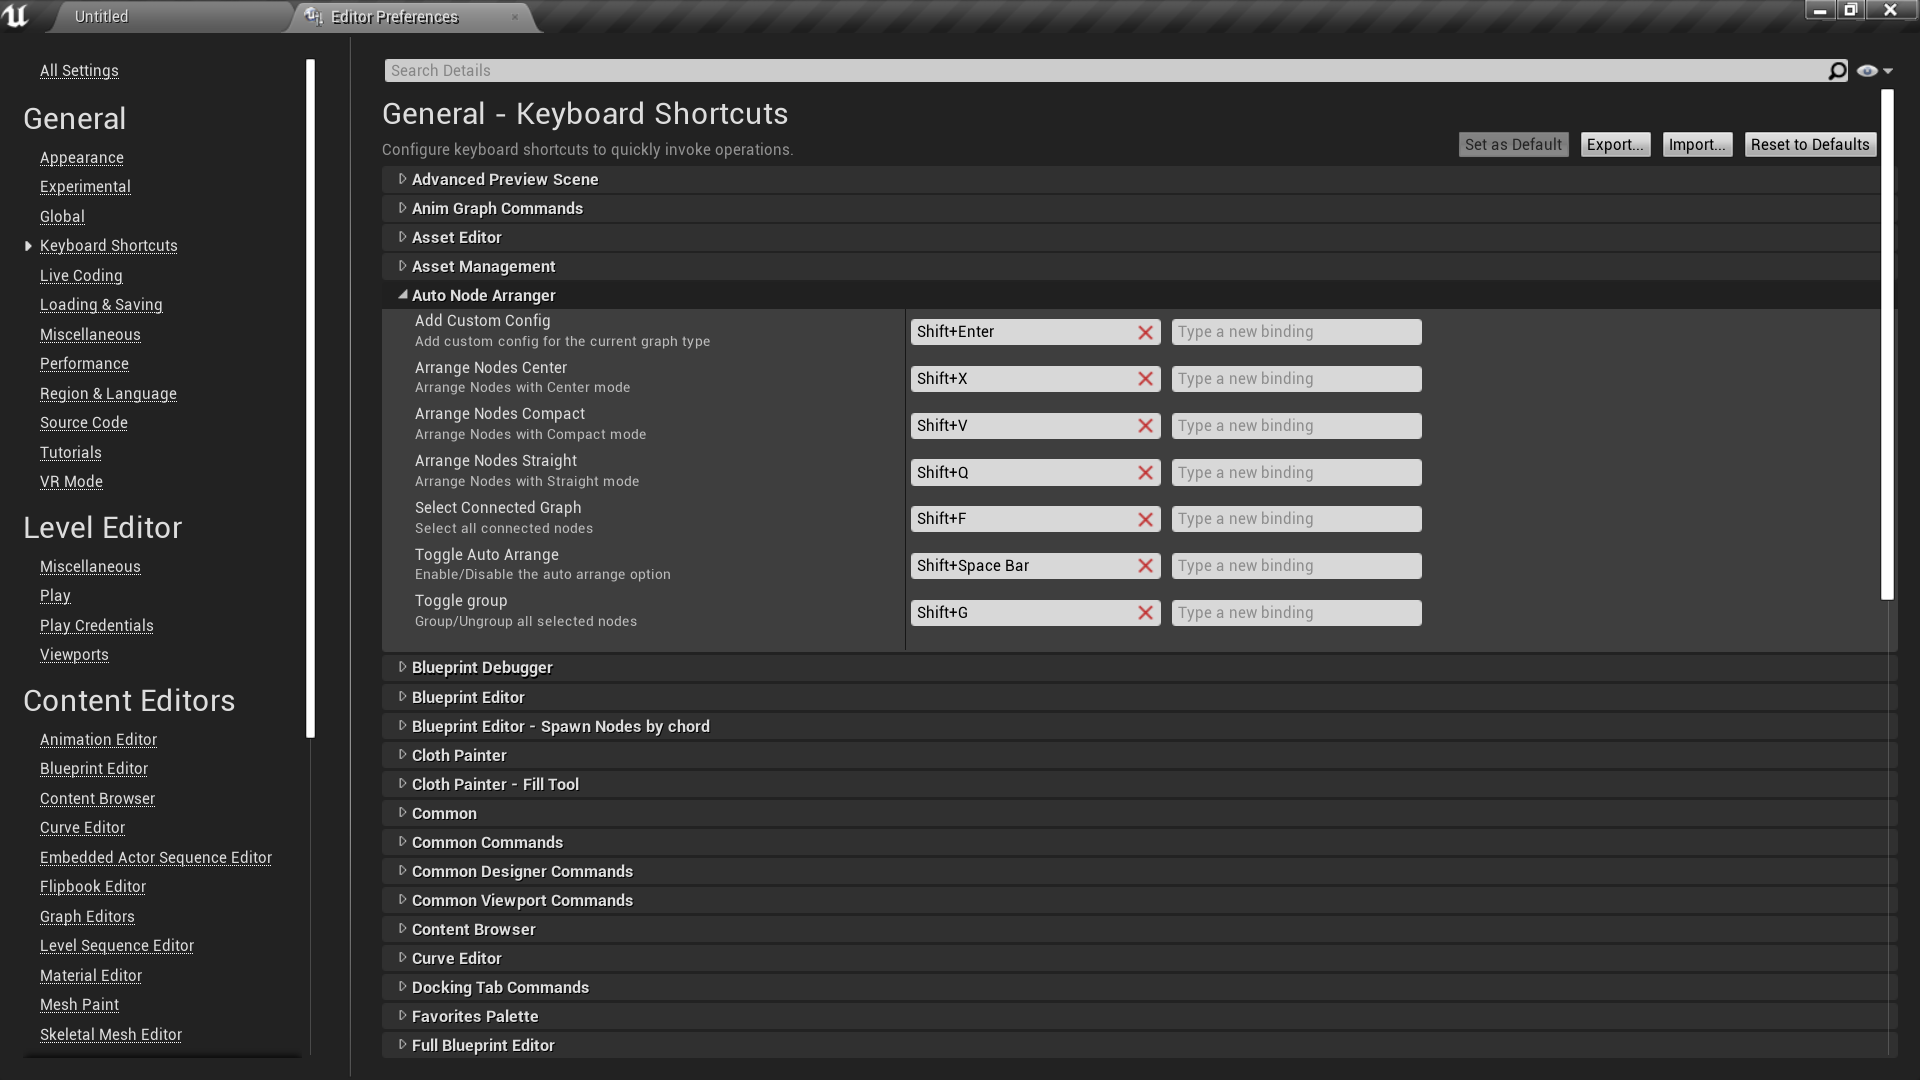 Untitled
Editor Preferences
All Settings
General
Appearance
Experimental
Global
Keyboard Shortcuts
Live Coding
Loading & Saving
Miscellaneous
Performance
Region & Language
Source Code
Tutorials
VR Mode
Level Editor
Miscellaneous
Play
Play Credentials
Viewports
Content Editors
Animation Editor
Blueprint Editor
Content Browser
Curve Editor
Embedded Actor Sequence Editor
Flipbook Editor
Graph Editors
Level Sequence Editor
Material Editor
Mesh Paint
Skeletal Mesh Editor
Search Details
General - Keyboard Shortcuts
Configure keyboard shortcuts to quickly invoke operations.
Set as Default Export... Import... Reset to Defaults
Advanced Preview Scene
Anim Graph Commands
Asset Editor
Asset Management
Auto Node Arranger
Add Custom Config
Add custom config for the current graph type
Shift+Enter Type a new binding
Arrange Nodes Center
Arrange Nodes with Center mode
Shift+X Type a new binding
Arrange Nodes Compact
Arrange Nodes with Compact mode
Shift+V Type a new binding
Arrange Nodes Straight
Arrange Nodes with Straight mode
Shift+Q Type a new binding
Select Connected Graph
Select all connected nodes
Shift+F Type a new binding
Toggle Auto Arrange
Enable/Disable the auto arrange option
Shift+Space Bar Type a new binding
Toggle group
Group/Ungroup all selected nodes
Shift+G Type a new binding
Blueprint Debugger
Blueprint Editor
Blueprint Editor - Spawn Nodes by chord
Cloth Painter
Cloth Painter - Fill Tool
Common
Common Commands
Common Designer Commands
Common Viewport Commands
Content Browser
Curve Editor
Docking Tab Commands
Favorites Palette
Full Blueprint Editor